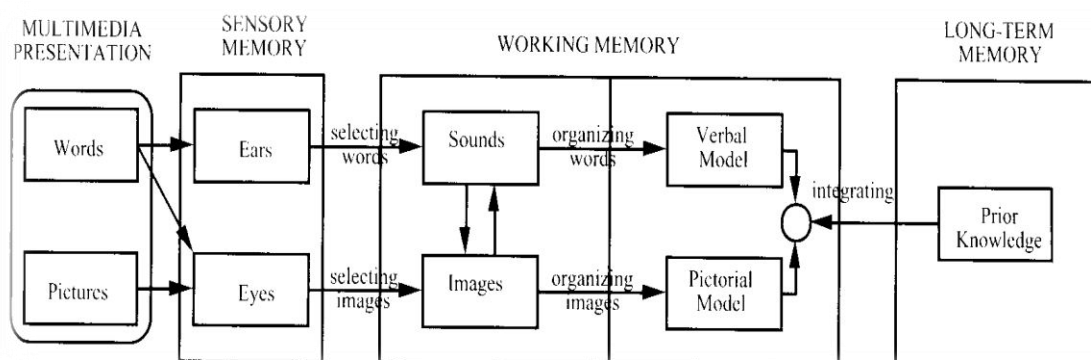 MULTIMEDIA
PRESENTATION
SENSORY
MEMORY
WORKING MEMORY
LONG-TERM
MEMORY
Words
Ears
selecting
words
Sounds
organizing
words
Verbal
Model
integrating
Prior
Knowledge
Pictures
Eyes
selecting
images
Images
organizing
images
Pictorial
Model